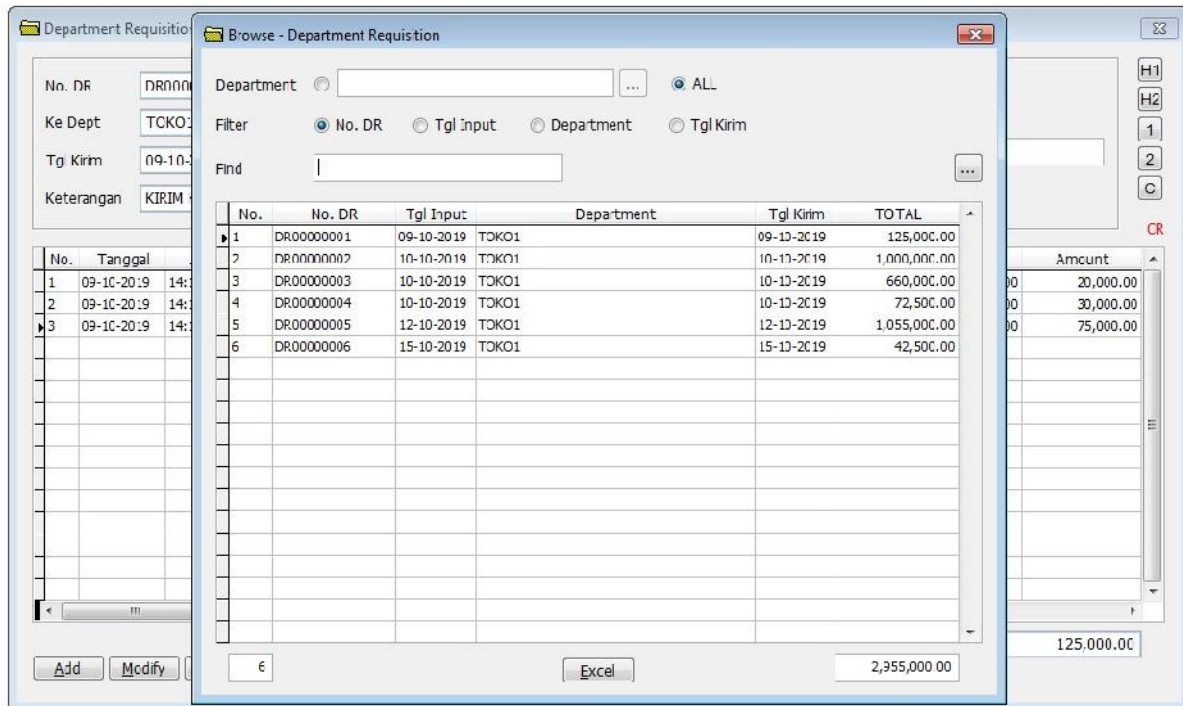 Department Requisition
Browse - Department Requistion
H1
H2
1
2
C
CR
No. DR
Ke Dept TOKO1
Tgl Kirim 09-10-
Keterangan KIRIM
Department ... ALL
Filter No. DR Tgl Input Department Tgl Kirim
Find ...
No. Tanggal
1 09-10-2019 14:
2 09-10-2019 14:
3 09-10-2019 14:
No. No. DR Tgl Input Department Tgl Kirim TOTAL
1 DR00000001 09-10-2019 TOKO1 09-10-2019 125,000.00
2 DR00000002 10-10-2019 TOKO1 10-10-2019 1,000,000.00
3 DR00000003 10-10-2019 TOKO1 10-10-2019 660,000.00
4 DR00000004 10-10-2019 TOKO1 10-10-2019 72,500.00
5 DR00000005 12-10-2019 TOKO1 12-10-2019 1,055,000.00
6 DR00000006 15-10-2019 TOKO1 15-10-2019 42,500.00
Amount
00 20,000.00
00 30,000.00
00 75,000.00
125,000.00
Add Modify
6 Excel 2,955,000.00